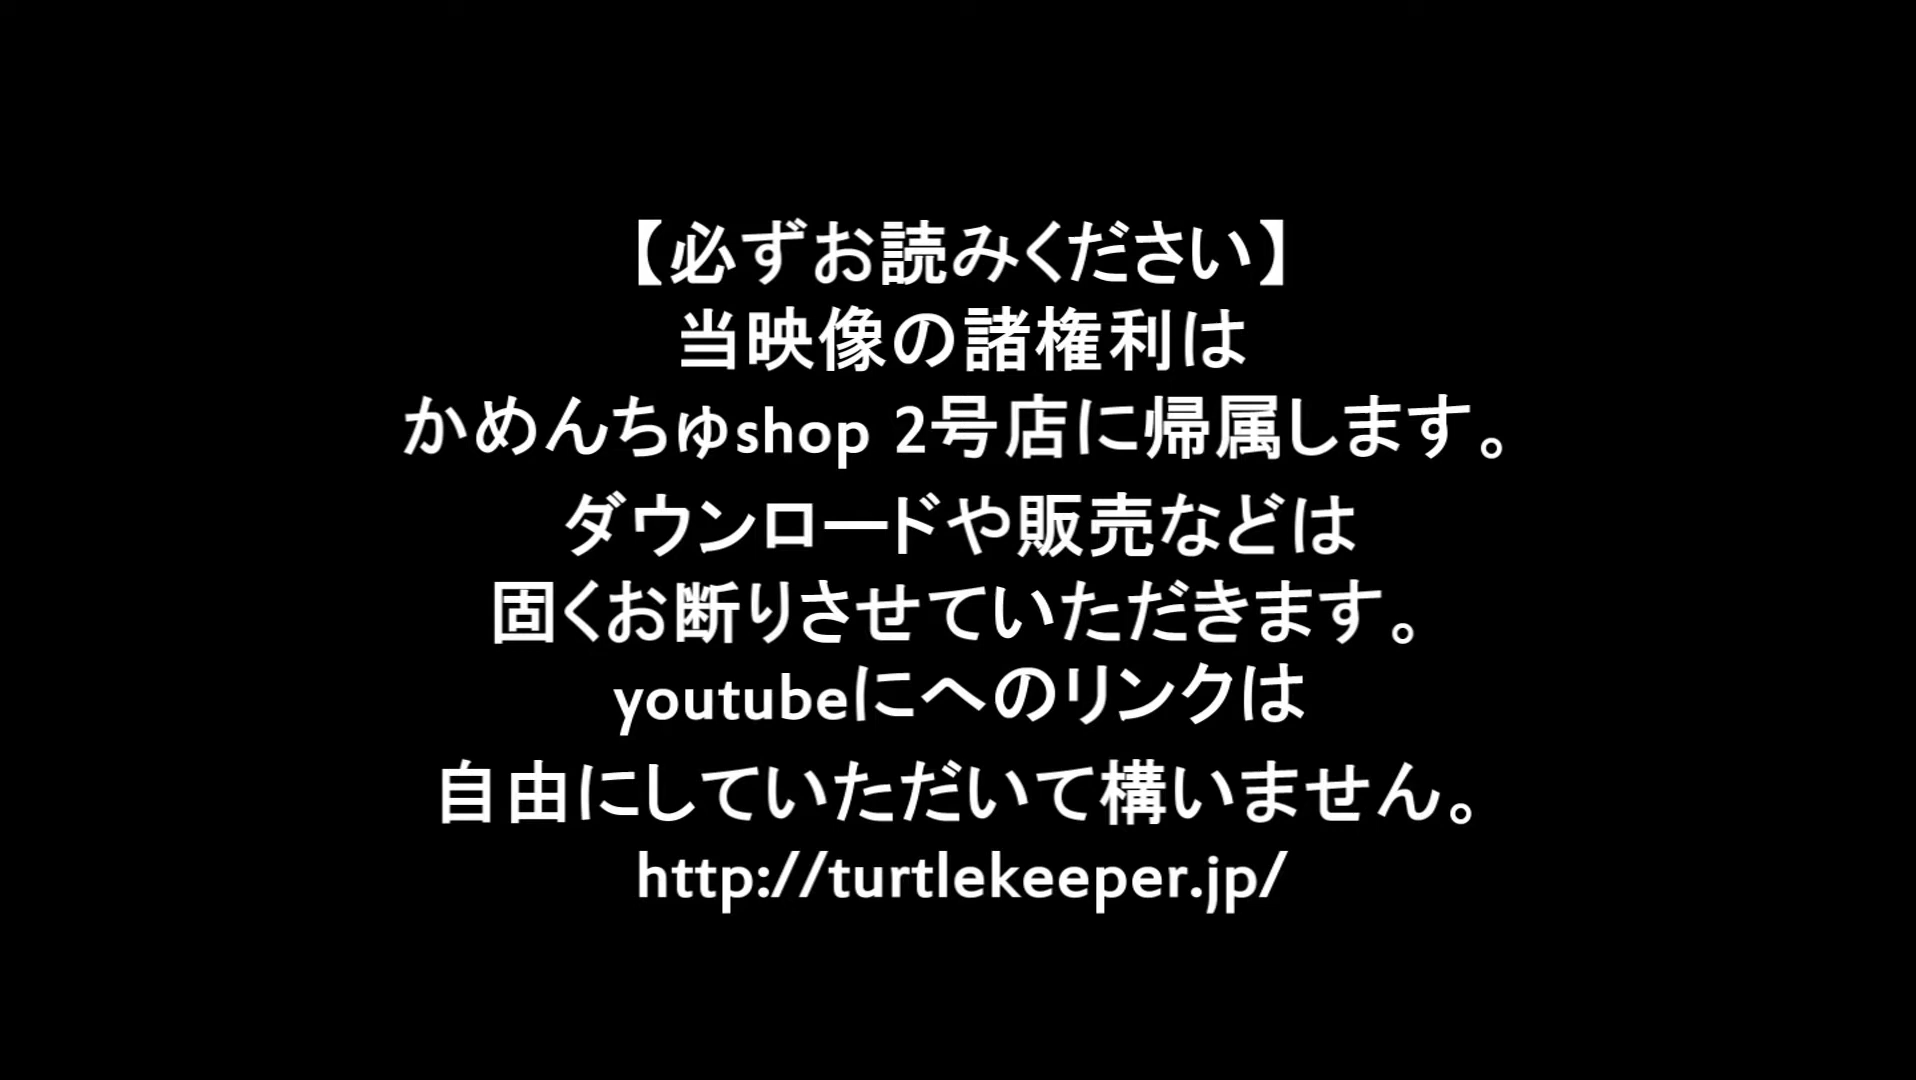 【必ずお読みください】
当映像の諸権利は
かめんちゅshop 2号店に帰属します。
ダウンロードや販売などは
固くお断りさせていただきます。
youtubeにへのリンクは
自由にしていただいて構いません。
http://turtlekeeper.jp/